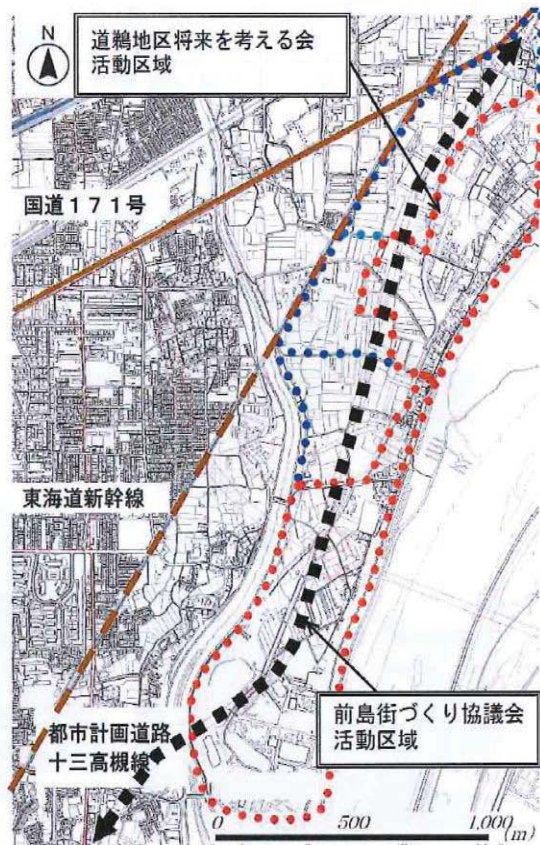 N
道鵜地区将来を考える会
活動区域
国道171号
東海道新幹線
都市計画道路
十三高槻線
前島街づくり協議会
活動区域
0 500 1,000
(m)